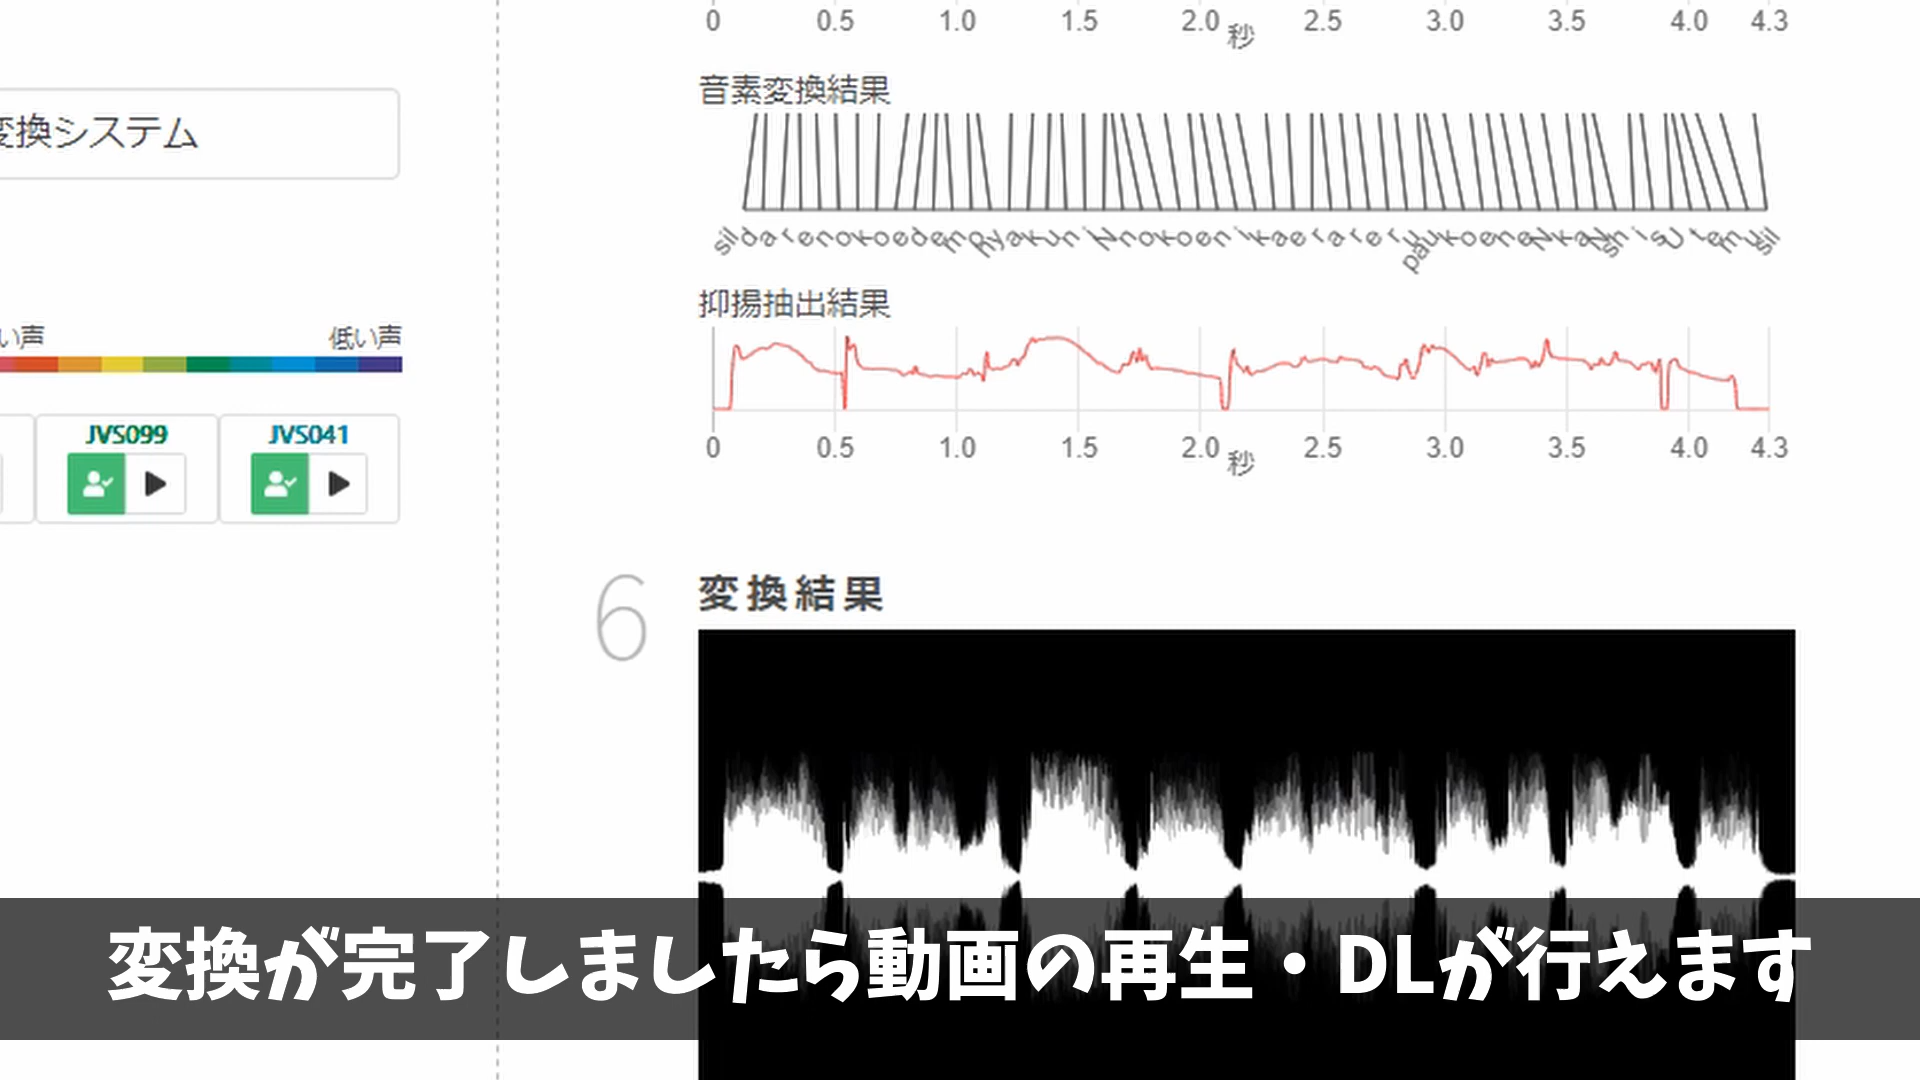 変換システム
い声
低い声
JVS099
JVS041
0 0.5 1.0 1.5 2.0 2.5 3.0 3.5 4.0 4.3
秒
音素変換結果
sil d a r e n o k o e d e m o Ry a k u n i N n o k o e n i k a e r a r e r u pau k o e n e N k a N sh i s U t e m u sil
抑揚抽出結果
0 0.5 1.0 1.5 2.0 2.5 3.0 3.5 4.0 4.3
秒
6
変換結果
変換が完了しましたら動画の再生・DLが行えます